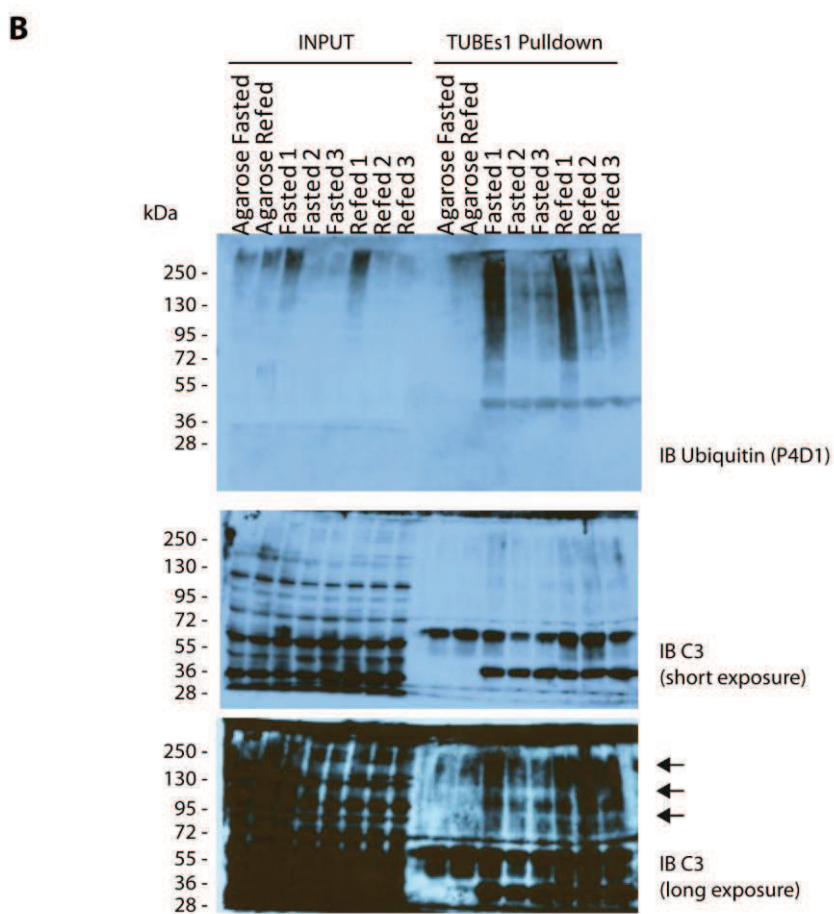 B
INPUT
TUBEs1 Pulldown
Agarose Fasted
Agarose Refed
Fasted 1
Fasted 2
Fasted 3
Refed 1
Refed 2
Refed 3
Agarose Fasted
Agarose Refed
Fasted 1
Fasted 2
Fasted 3
Refed 1
Refed 2
Refed 3
kDa
250 -
130 -
95 -
72 -
55 -
36 -
28 -
IB Ubiquitin (P4D1)
250 -
130 -
95 -
72 -
55 -
36 -
28 -
IB C3
(short exposure)
250 -
130 -
95 -
72 -
55 -
36 -
28 -
IB C3
(long exposure)